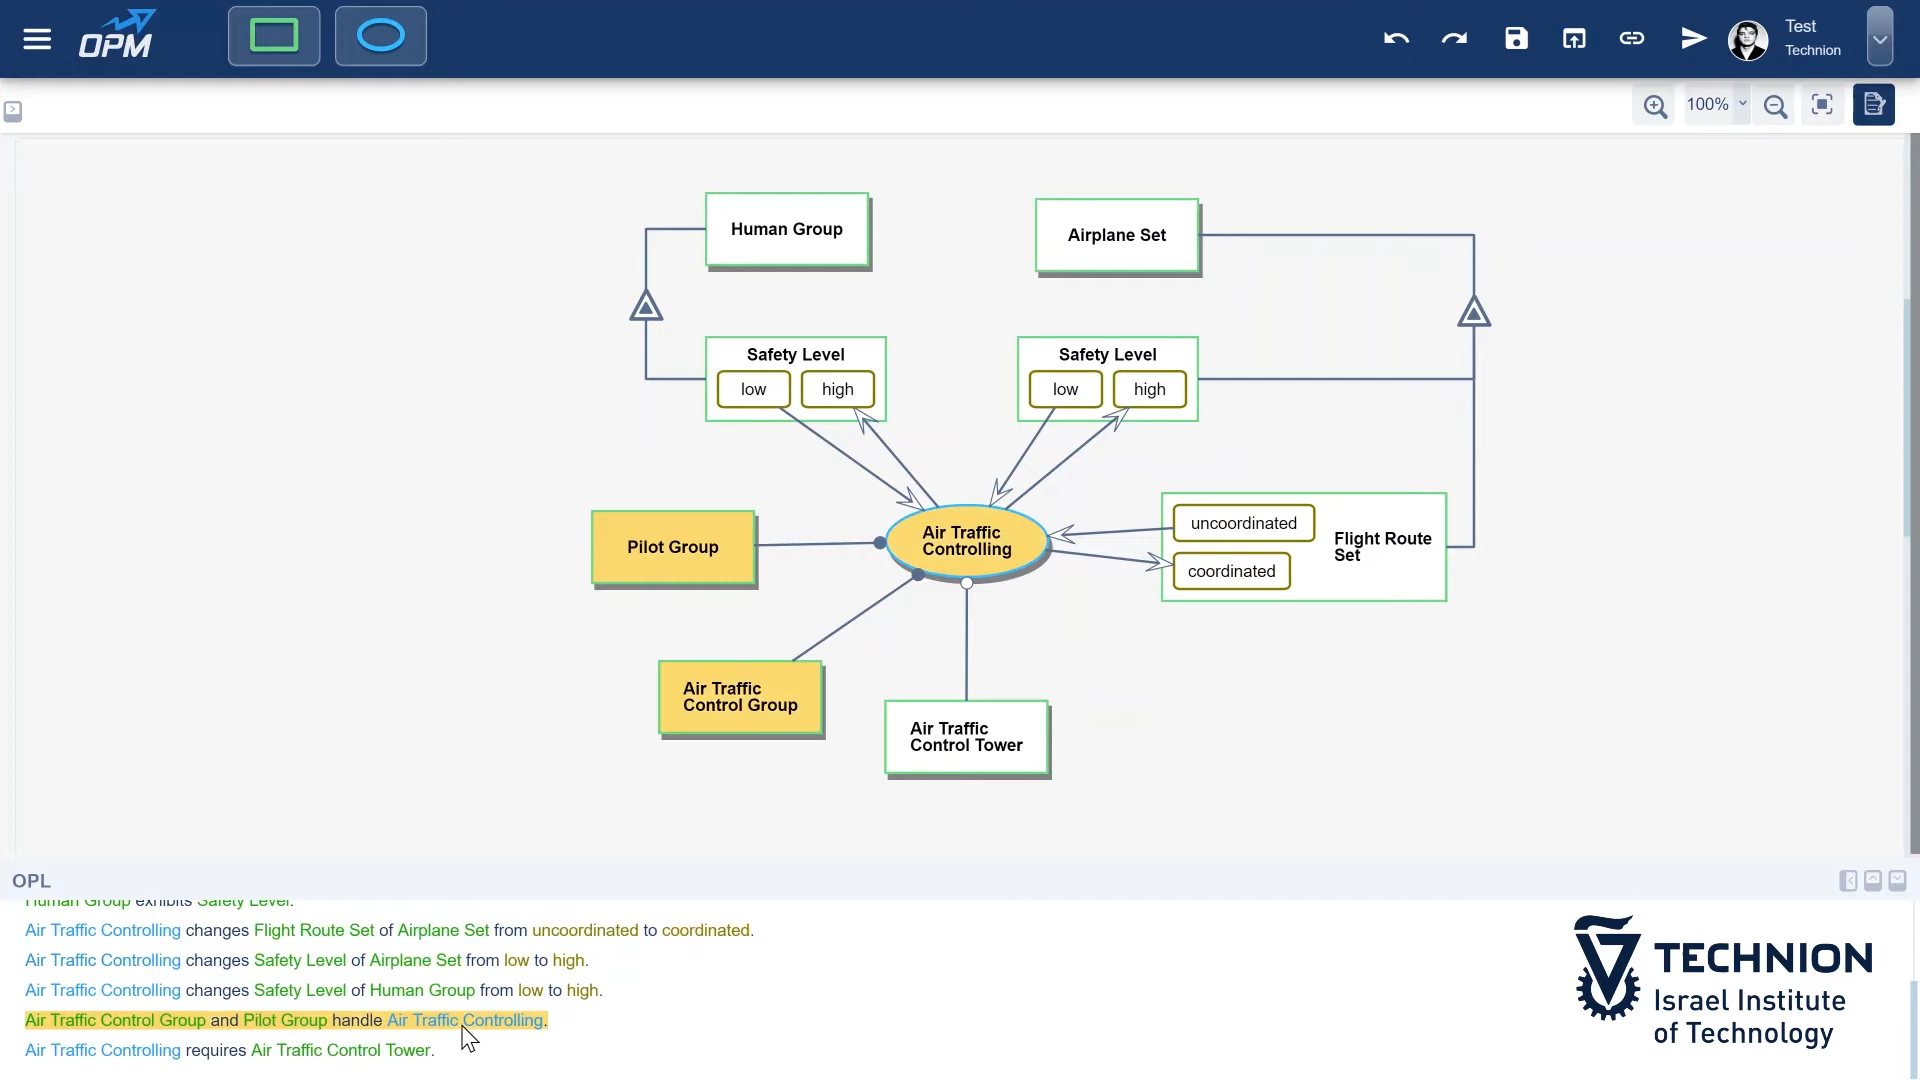 OPM
Test
Technion
100%
Human Group
Airplane Set
Safety Level
low
high
Safety Level
low
high
Pilot Group
Air Traffic
Controlling
uncoordinated
coordinated
Flight Route
Set
Air Traffic
Control Group
Air Traffic
Control Tower
OPL
Human Group exhibits Safety Level.
Air Traffic Controlling changes Flight Route Set of Airplane Set from uncoordinated to coordinated.
Air Traffic Controlling changes Safety Level of Airplane Set from low to high.
Air Traffic Controlling changes Safety Level of Human Group from low to high.
Air Traffic Control Group and Pilot Group handle Air Traffic Controlling.
Air Traffic Controlling requires Air Traffic Control Tower.
TECHNION
Israel Institute
of Technology